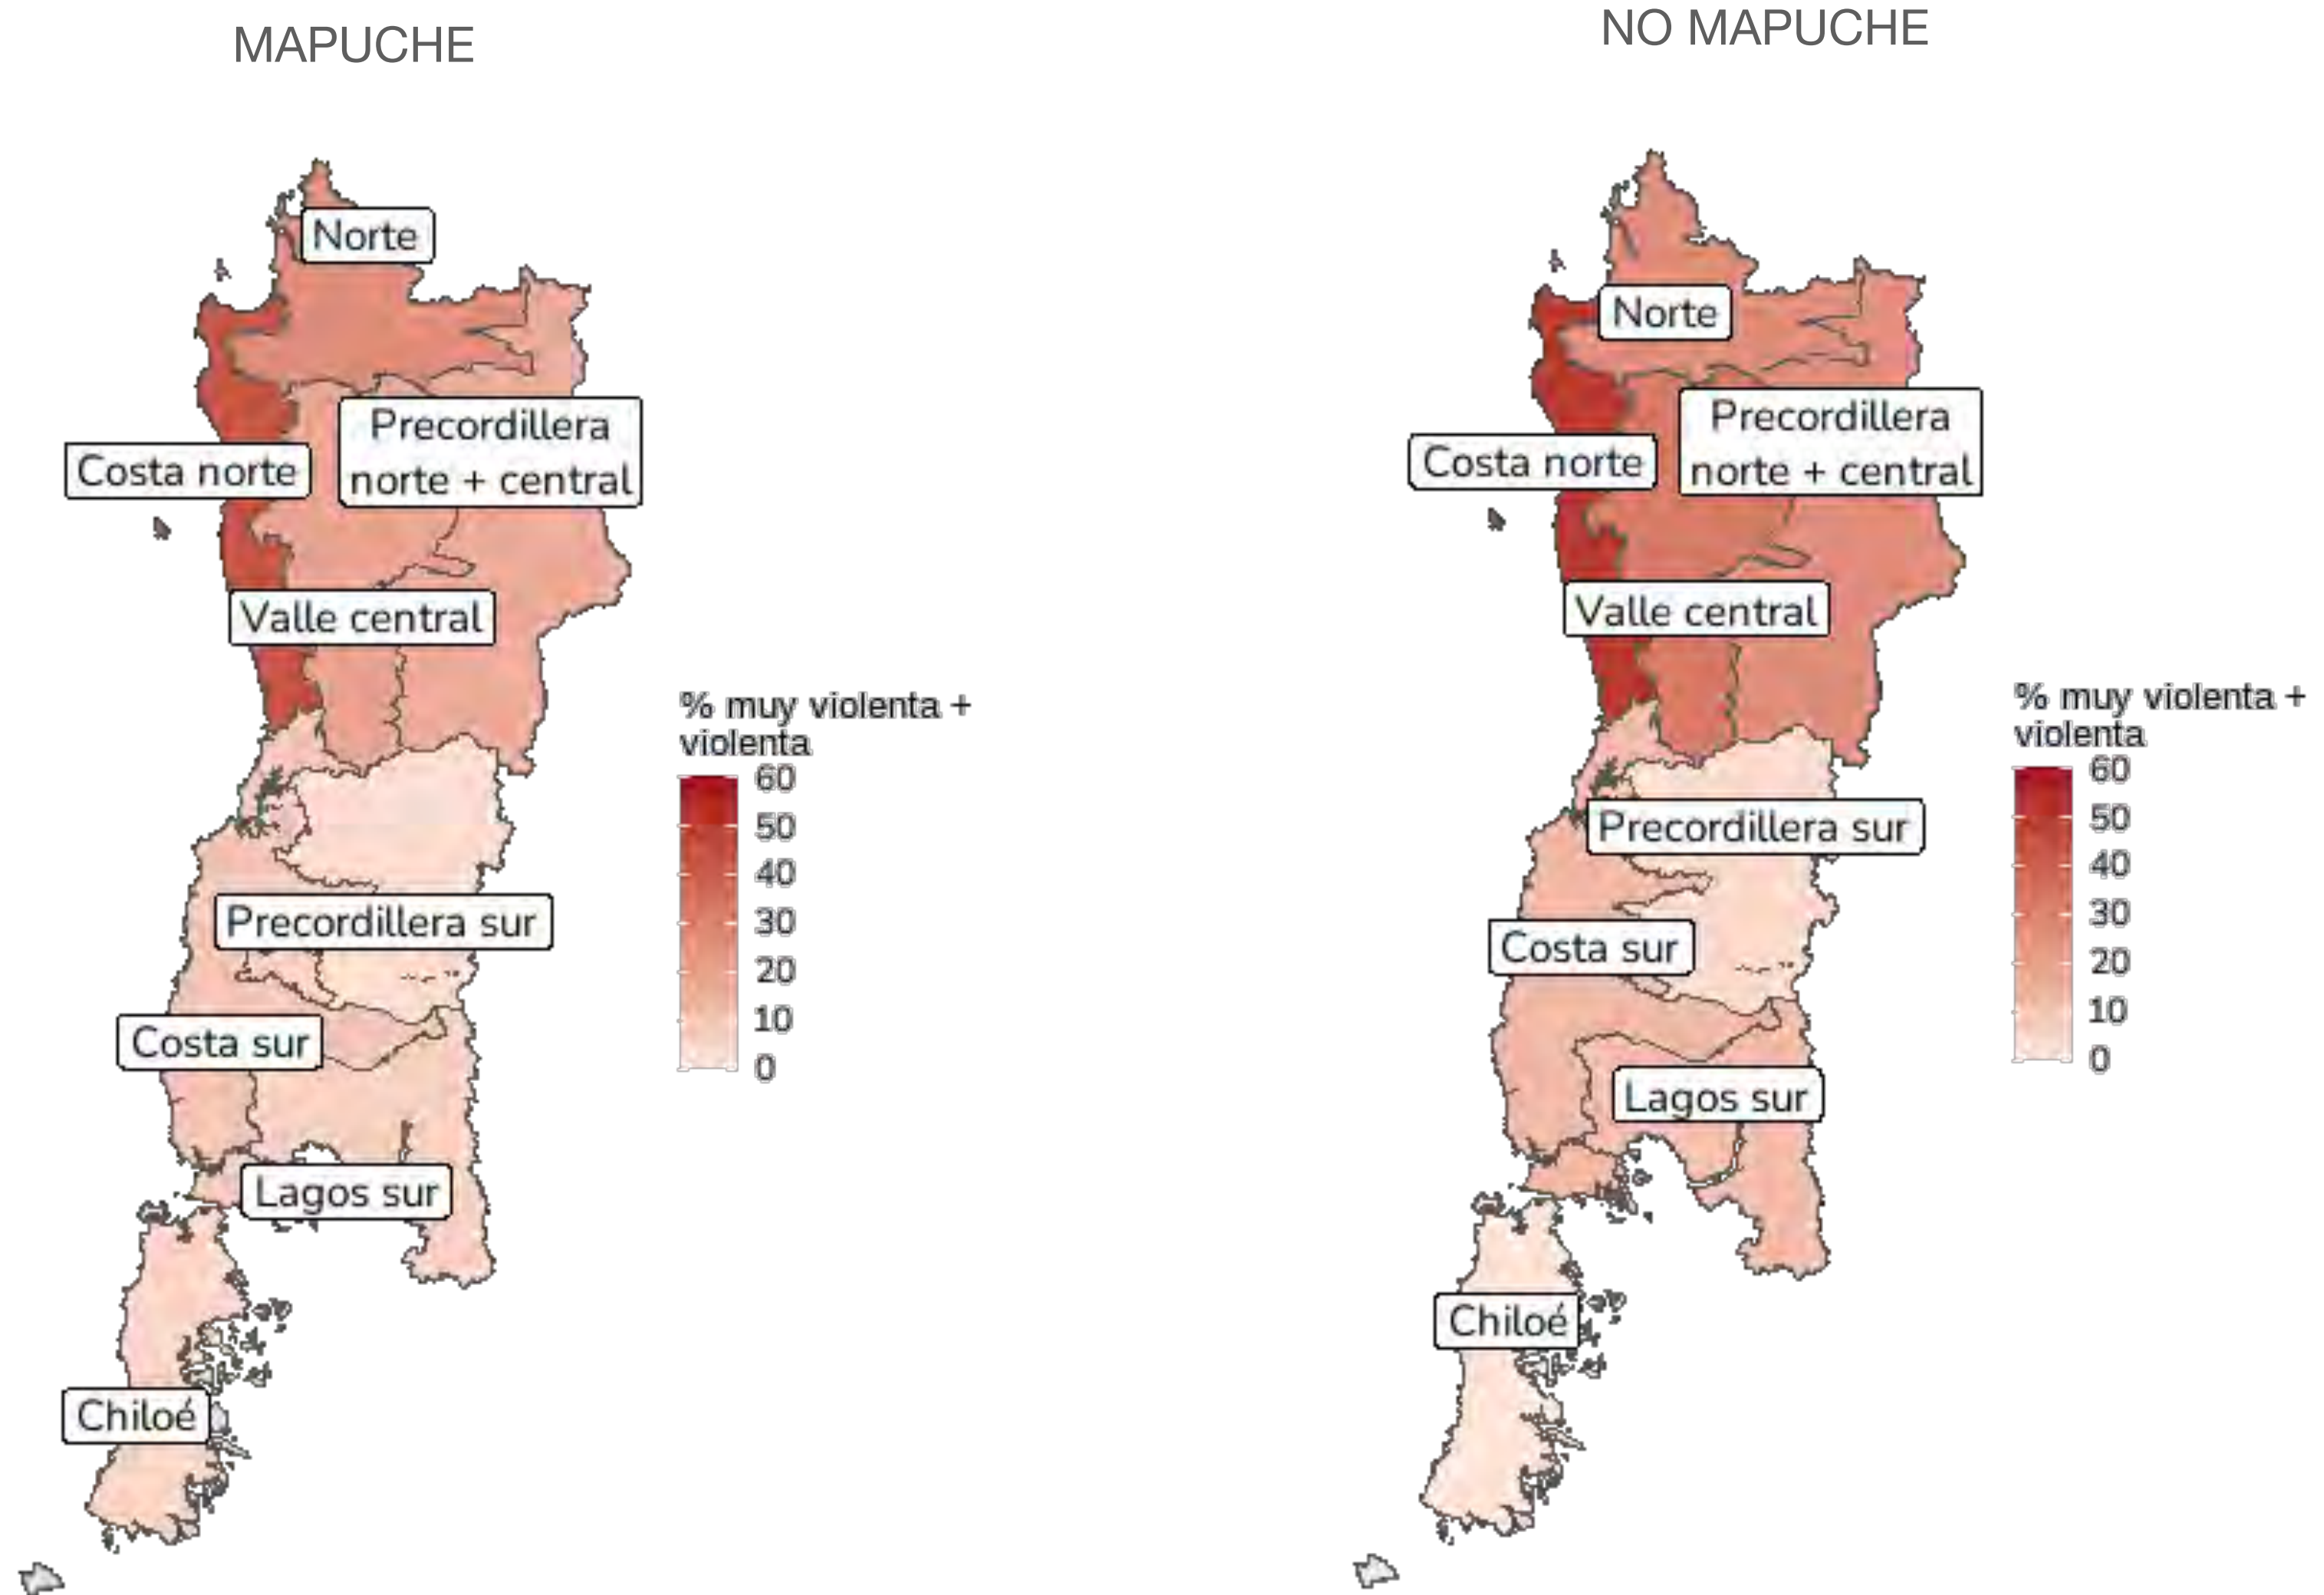 MAPUCHE
Norte
Precordillera
norte + central
Costa norte
Valle central
% muy violenta +
violenta
60
50
40
30
20
10
0
Precordillera sur
Costa sur
Lagos sur
Chiloé
NO MAPUCHE
Norte
Precordillera
norte + central
Costa norte
Valle central
% muy violenta +
violenta
60
50
40
30
20
10
0
Precordillera sur
Costa sur
Lagos sur
Chiloé